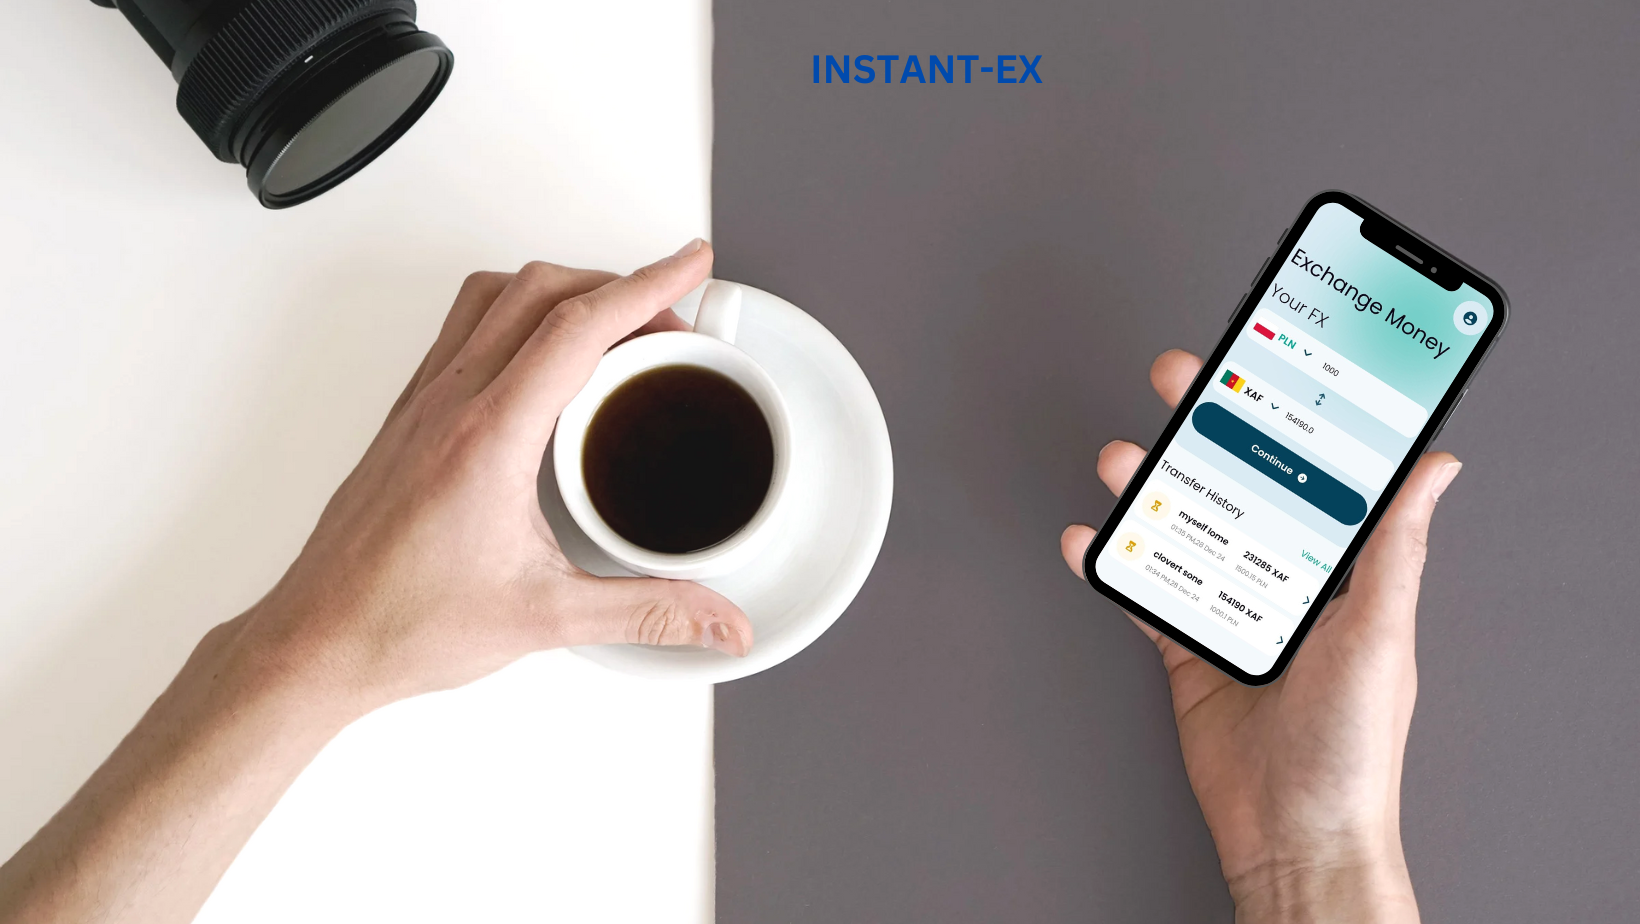 INSTANT-EX
Exchange Money
Your FX
PLN 1000
XAF 154190.0
Continue
Transfer History
View All
myself lome 231285 XAF
01:35 PM,28 Dec 24 1500.15 PLN
clovert sone 154190 XAF
01:34 PM,28 Dec 24 1000.1 PLN